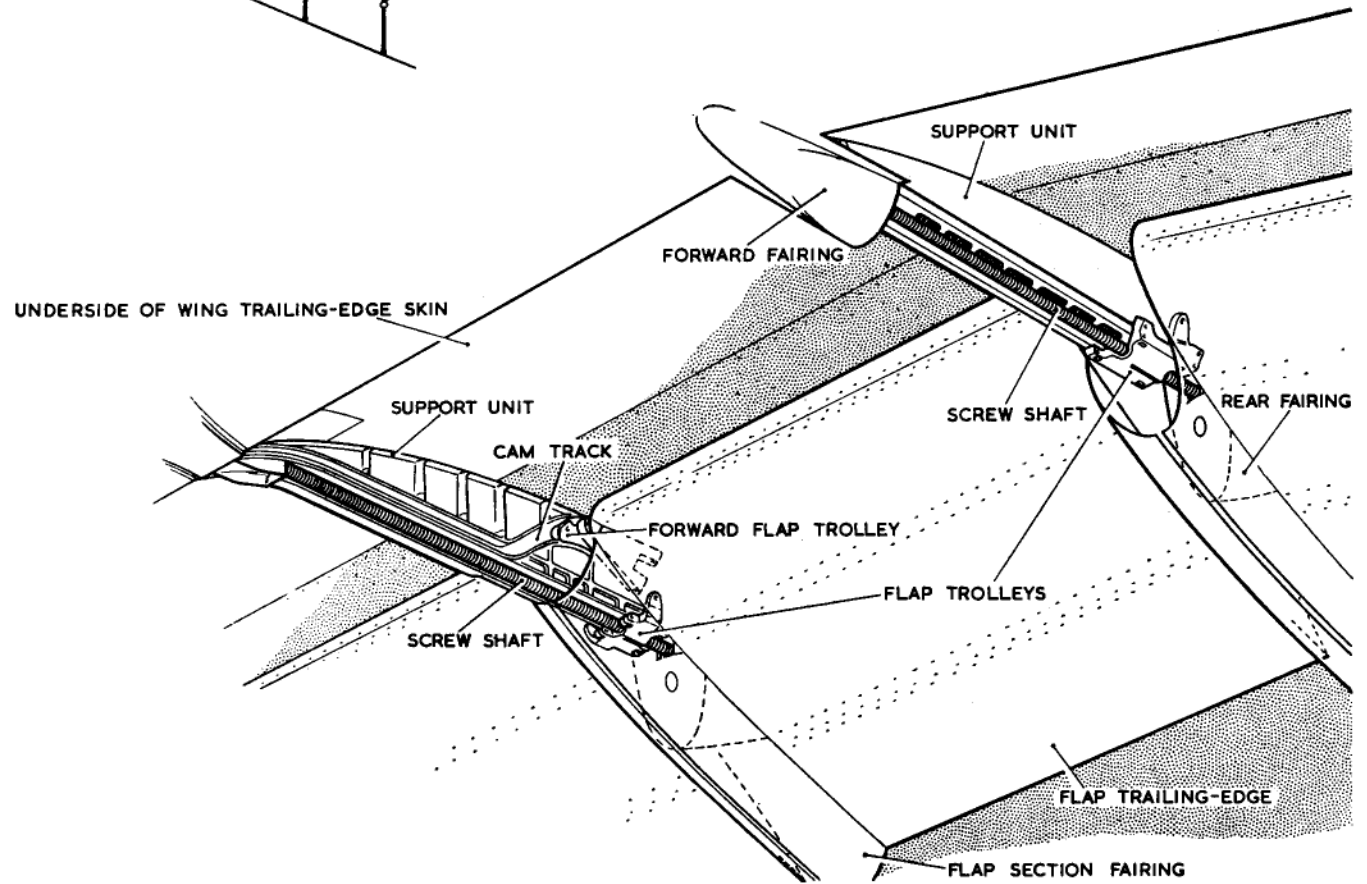 SUPPORT UNIT
FORWARD FAIRING
UNDERSIDE OF WING TRAILING-EDGE SKIN
SUPPORT UNIT
SCREW SHAFT
REAR FAIRING
CAM TRACK
FORWARD FLAP TROLLEY
FLAP TROLLEYS
SCREW SHAFT
FLAP TRAILING-EDGE
FLAP SECTION FAIRING